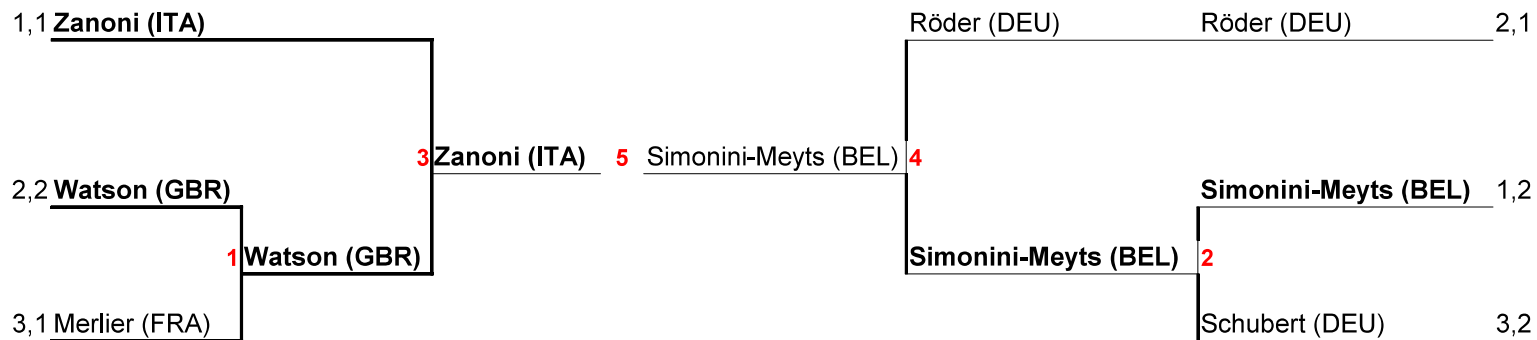 1,1 Zanoni (ITA) Röder (DEU) Röder (DEU) 2,1
3 Zanoni (ITA) 5 Simonini-Meyts (BEL) 4
2,2 Watson (GBR) Simonini-Meyts (BEL) 1,2
1 Watson (GBR) Simonini-Meyts (BEL) 2
3,1 Merlier (FRA) Schubert (DEU) 3,2